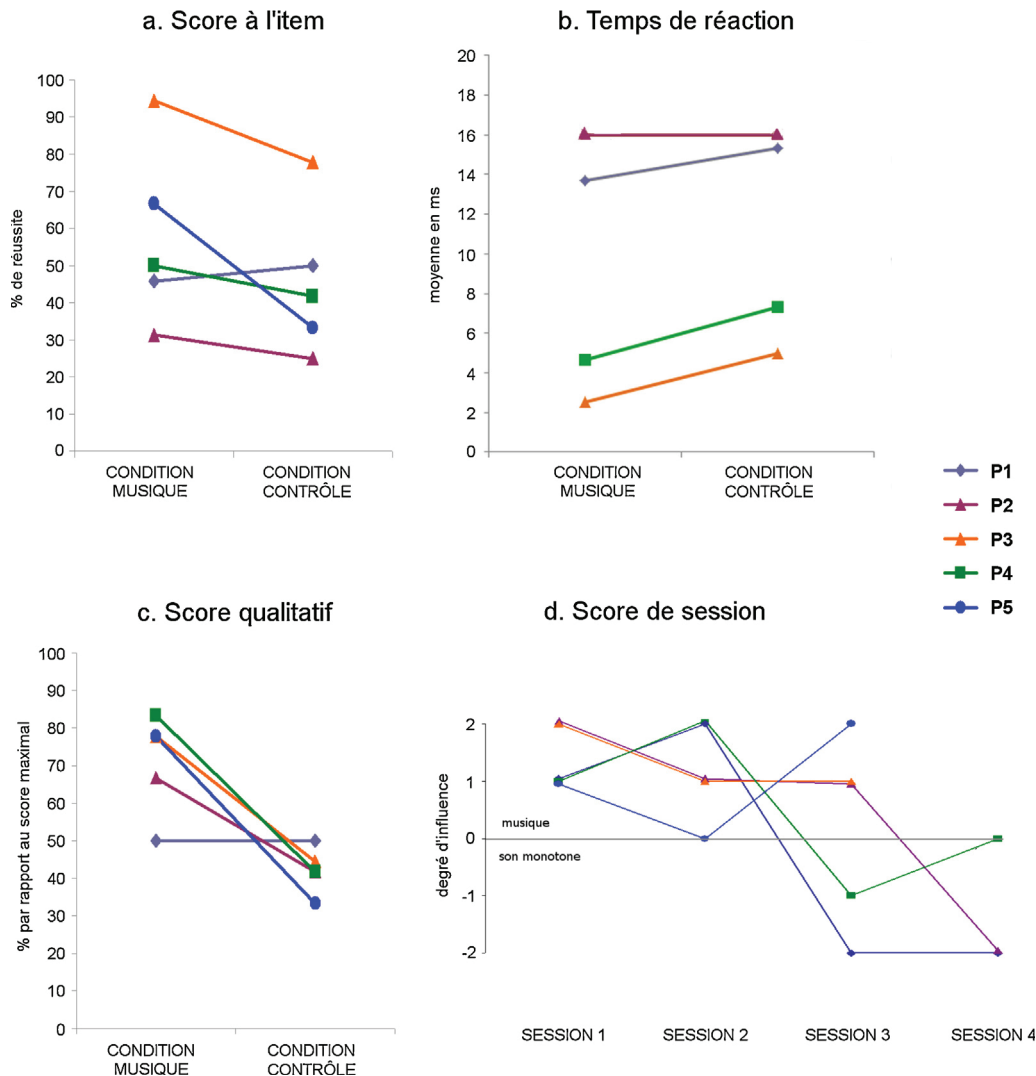 a. Score à l'item
% de réussite
100
90
80
70
60
50
40
30
20
10
0
CONDITION
MUSIQUE
CONDITION
CONTRÔLE
b. Temps de réaction
moyenne en ms
20
18
16
14
12
10
8
6
4
2
0
CONDITION
MUSIQUE
CONDITION
CONTRÔLE
P1
P2
P3
P4
P5
c. Score qualitatif
% par rapport au score maximal
100
90
80
70
60
50
40
30
20
10
0
CONDITION
MUSIQUE
CONDITION
CONTRÔLE
d. Score de session
degré d'influence
2
1
0
-1
-2
musique
son monotone
SESSION 1
SESSION 2
SESSION 3
SESSION 4